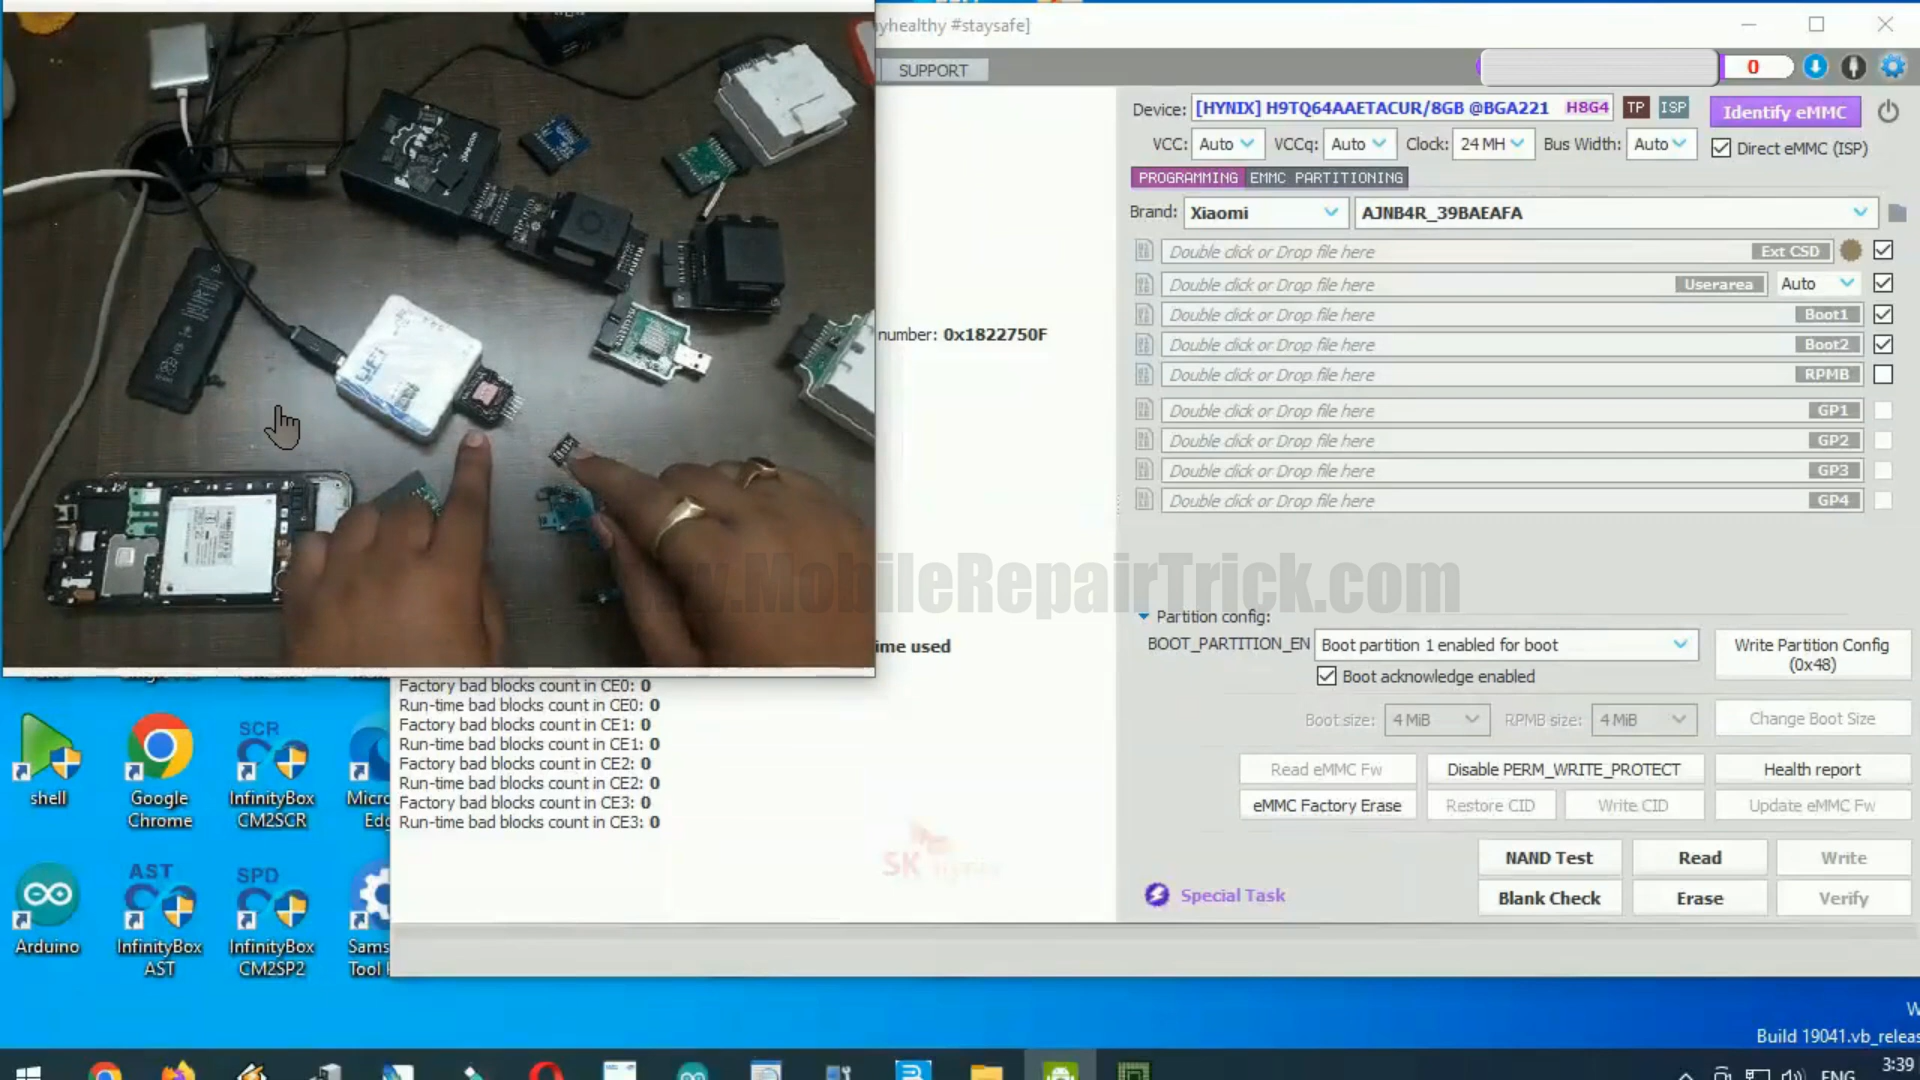 yhealthy #staysafe]
SUPPORT
0
Device: [HYNIX] H9TQ64AAETACUR/8GB @BGA221 H8G4 TP ISP Identify eMMC
VCC: Auto VCCq: Auto Clock: 24 MH Bus Width: Auto Direct eMMC (ISP)
PROGRAMMING EMMC PARTITIONING
Brand: Xiaomi AJNB4R_39BAEAFA
Double click or Drop file here Ext CSD
Double click or Drop file here Userarea Auto
Double click or Drop file here Boot1
number: 0x1822750F
Double click or Drop file here Boot2
Double click or Drop file here RPMB
Double click or Drop file here GP1
Double click or Drop file here GP2
Double click or Drop file here GP3
Double click or Drop file here GP4
www.MobileRepairTrick.com
Partition config:
BOOT_PARTITION_EN Boot partition 1 enabled for boot
Write Partition Config
(0x48)
ime used
Boot acknowledge enabled
Factory bad blocks count in CE0: 0
Run-time bad blocks count in CE0: 0
Factory bad blocks count in CE1: 0
Run-time bad blocks count in CE1: 0
Factory bad blocks count in CE2: 0
Run-time bad blocks count in CE2: 0
Factory bad blocks count in CE3: 0
Run-time bad blocks count in CE3: 0
Boot size: 4 MiB RPMB size: 4 MiB Change Boot Size
Read eMMC Fw Disable PERM_WRITE_PROTECT Health report
eMMC Factory Erase Restore CID Write CID Update eMMC Fw
SK hynix
NAND Test Read Write
Special Task
Blank Check Erase Verify
shell
Google
Chrome
SCR
InfinityBox
CM2SCR
Micro
Edg
Arduino
AST
InfinityBox
AST
SPD
InfinityBox
CM2SP2
Sams
Tool
W
Build 19041.vb_releas
3:39
ENG